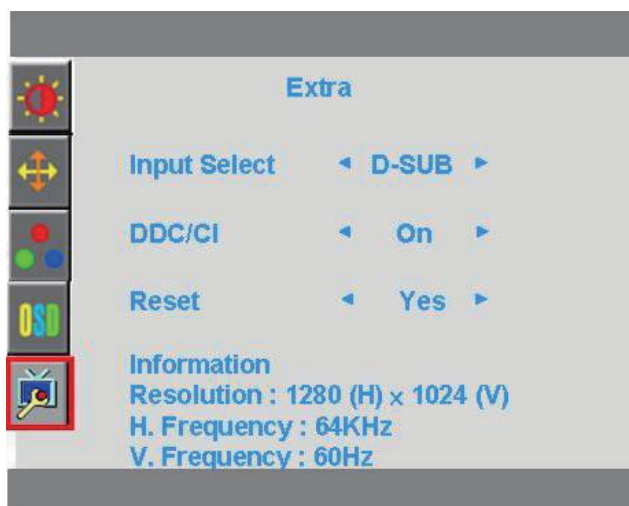 Extra
Input Select ◄ D-SUB ►
DDC/CI ◄ On ►
Reset ◄ Yes ►
OSD
Information
Resolution : 1280 (H) × 1024 (V)
H. Frequency : 64KHz
V. Frequency : 60Hz